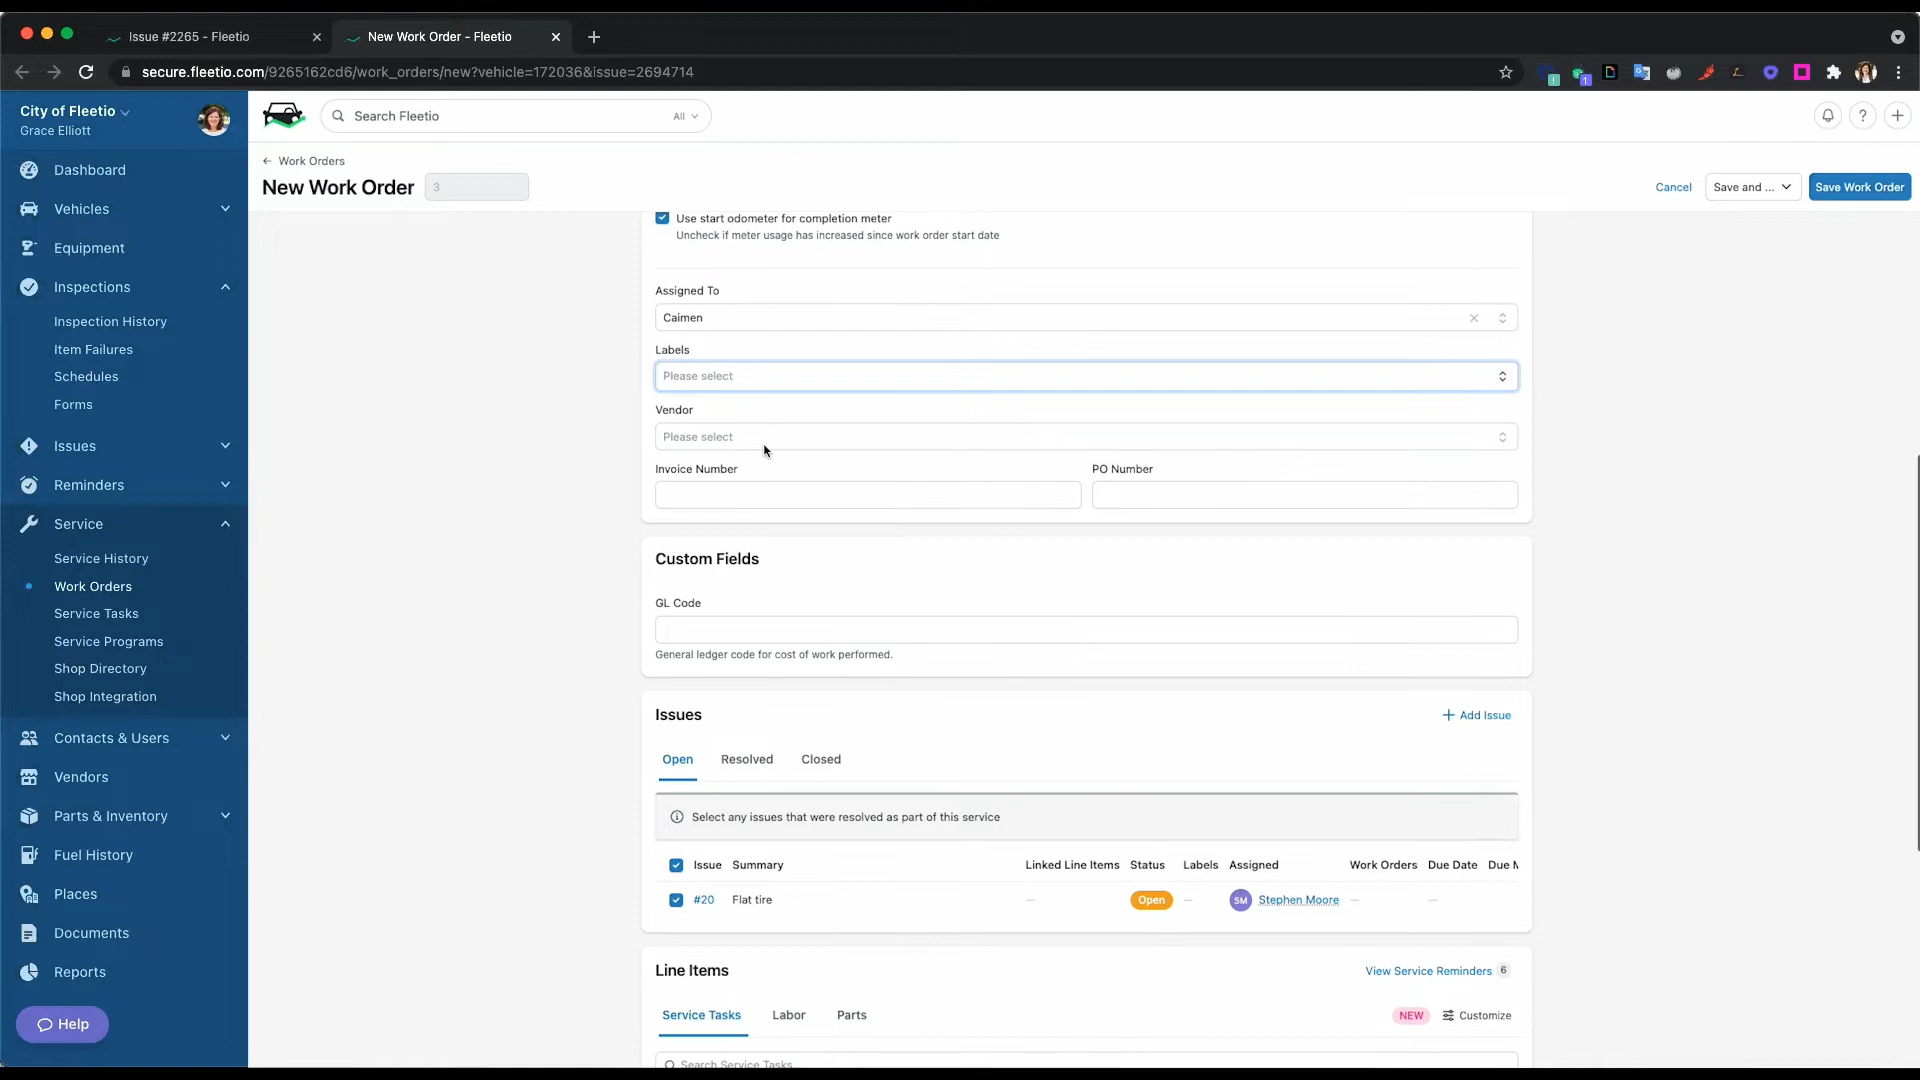 Issue #2265 - Fleetio
New Work Order - Fleetio
secure.fleetio.com/9265162cd6/work_orders/new?vehicle=172036&issue=2694714
City of Fleetio
Grace Elliott
Search Fleetio
All
Dashboard
Vehicles
Equipment
Inspections
Inspection History
Item Failures
Schedules
Forms
Issues
Reminders
Service
Service History
Work Orders
Service Tasks
Service Programs
Shop Directory
Shop Integration
Contacts & Users
Vendors
Parts & Inventory
Fuel History
Places
Documents
Reports
Help
Work Orders
New Work Order 3
Cancel
Save and ...
Save Work Order
Use start odometer for completion meter
Uncheck if meter usage has increased since work order start date
Assigned To
Caimen
Labels
Please select
Vendor
Please select
Invoice Number PO Number
Custom Fields
GL Code
General ledger code for cost of work performed.
Issues
Add Issue
Open Resolved Closed
Select any issues that were resolved as part of this service
Issue Summary Linked Line Items Status Labels Assigned Work Orders Due Date Due M
#20 Flat tire — Open — SM Stephen Moore — —
Line Items
View Service Reminders 6
Service Tasks Labor Parts
NEW Customize
Search Service Tasks